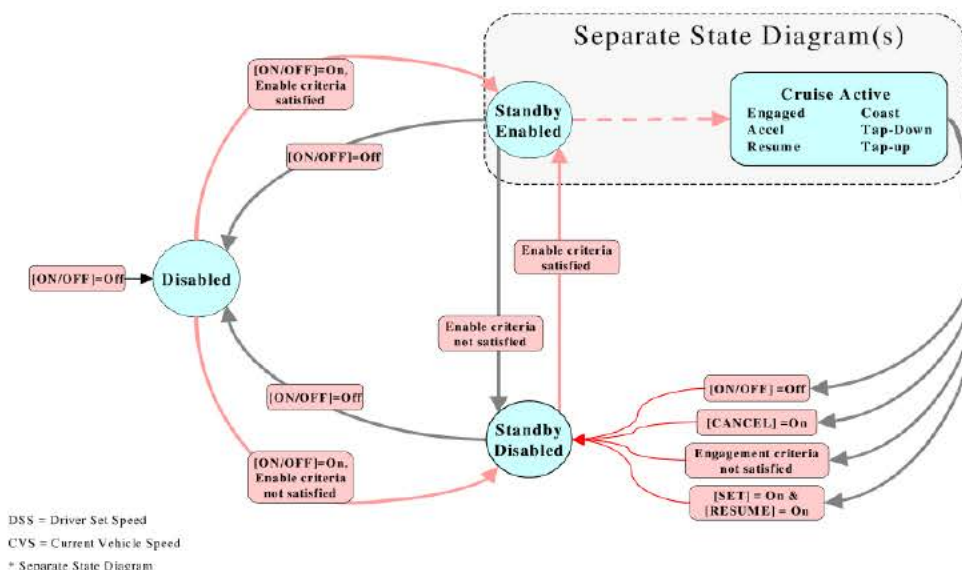 Separate State Diagram(s)
[ON/OFF]=On,
Enable criteria
satisfied
Standby
Enabled
Cruise Active
Engaged Coast
Accel Tap-Down
Resume Tap-up
[ON/OFF]=Off
[ON/OFF]=Off
Disabled
Enable criteria
satisfied
Enable criteria
not satisfied
[ON/OFF]=Off
[ON/OFF] =Off
[CANCEL] =On
Standby
Disabled
Engagement criteria
not satisfied
[ON/OFF]=On,
Enable criteria
not satisfied
[SET] = On &
[RESUME] = On
DSS = Driver Set Speed
CVS = Current Vehicle Speed
* Separate State Diagram